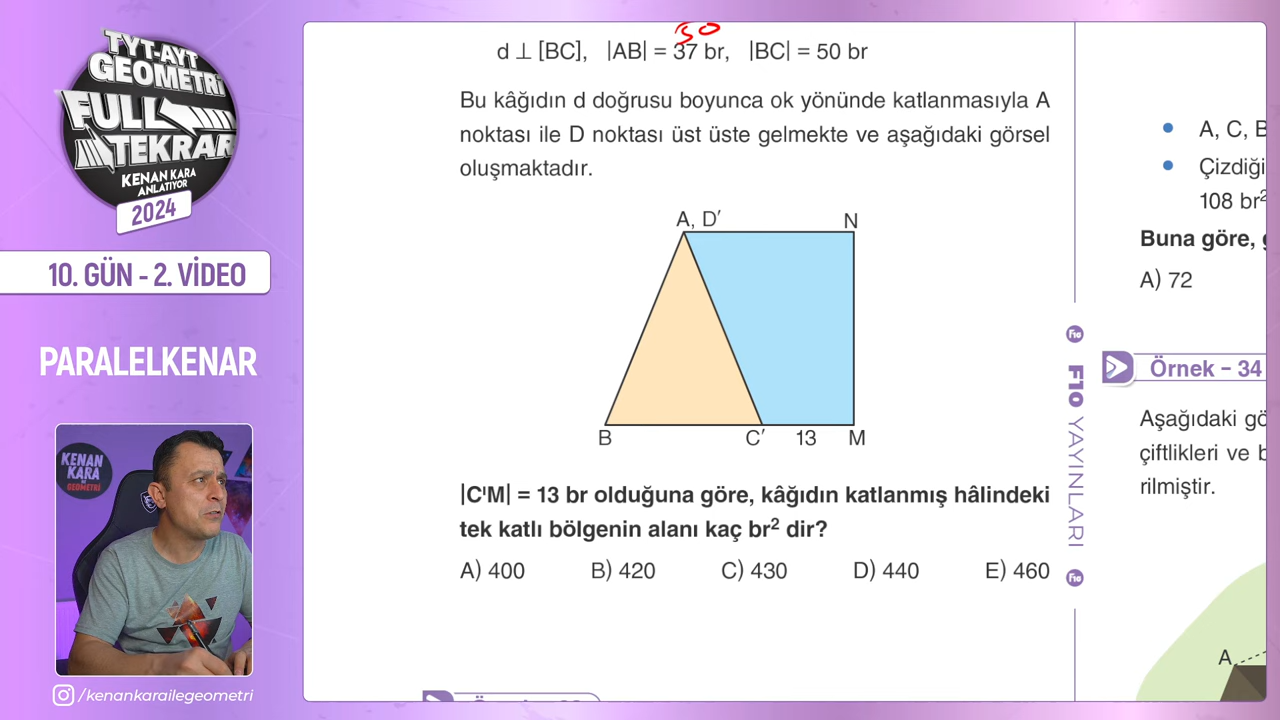 TYT-AYT
GEOMETRİ
FULL
TEKRAR
KENAN KARA
ANLATIYOR
2024
10. GÜN - 2. VİDEO
PARALELKENAR
KENAN
KARA
GEOMETRİ
/kenankarailegeometri
50
d ⊥ [BC], |AB| = 37 br, |BC| = 50 br
Bu kâğıdın d doğrusu boyunca ok yönünde katlanmasıyla A
noktası ile D noktası üst üste gelmekte ve aşağıdaki görsel
oluşmaktadır.
A, D′ N
B C′ 13 M
|C'M| = 13 br olduğuna göre, kâğıdın katlanmış hâlindeki
tek katlı bölgenin alanı kaç br² dir?
A) 400 B) 420 C) 430 D) 440 E) 460
F10
F10 YAYINLARI
F10
A, C, B
Çizdiği
108 br²
Buna göre,
A) 72
Örnek – 34
Aşağıdaki gö
çiftlikleri ve b
rilmiştir.
A